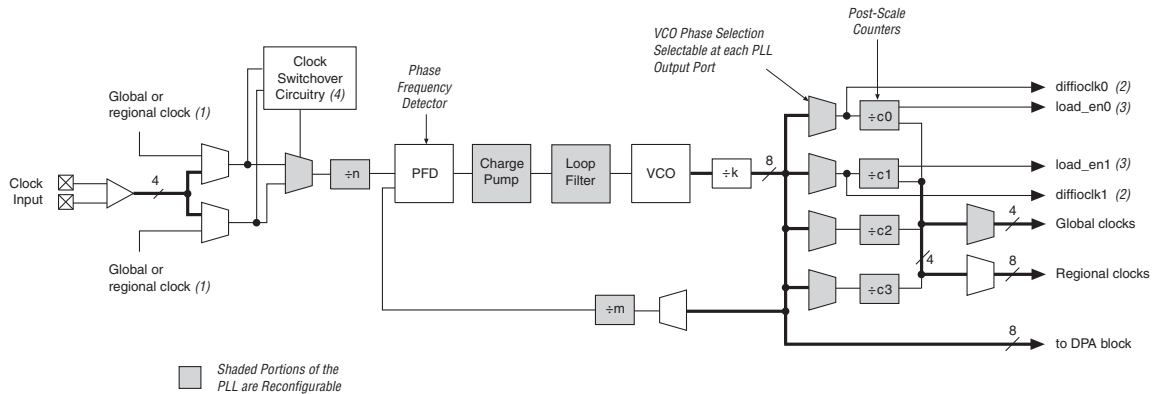 Post-Scale
Counters
VCO Phase Selection
Selectable at each PLL
Output Port
Clock
Switchover
Circuitry (4)
Phase
Frequency
Detector
Global or
regional clock (1)
diffioclk0 (2)
load_en0 (3)
÷c0
4
Clock
Input
÷n
PFD
Charge
Pump
Loop
Filter
VCO
÷k
8
÷c1
load_en1 (3)
diffioclk1 (2)
÷c2
4
Global clocks
Global or
regional clock (1)
4
÷c3
8
Regional clocks
÷m
8
to DPA block
Shaded Portions of the
PLL are Reconfigurable